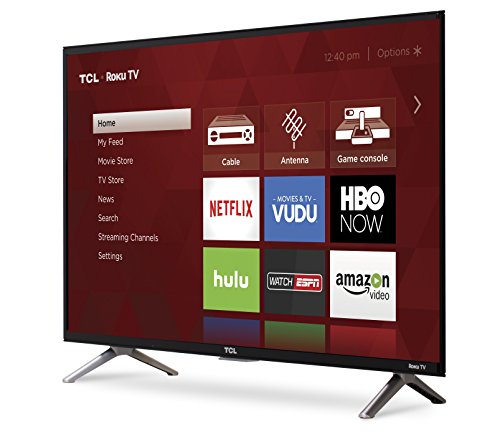 12:40 pm | Options ✱
TCL • Roku TV
Home
My Feed
Movie Store
TV Store
News
Search
Streaming Channels
Settings
Cable
Antenna
Game console
NETFLIX
- MOVIES & TV -
VUDU
HBO
NOW
hulu
WATCH ESPN
amazon
video
TCL
Roku TV